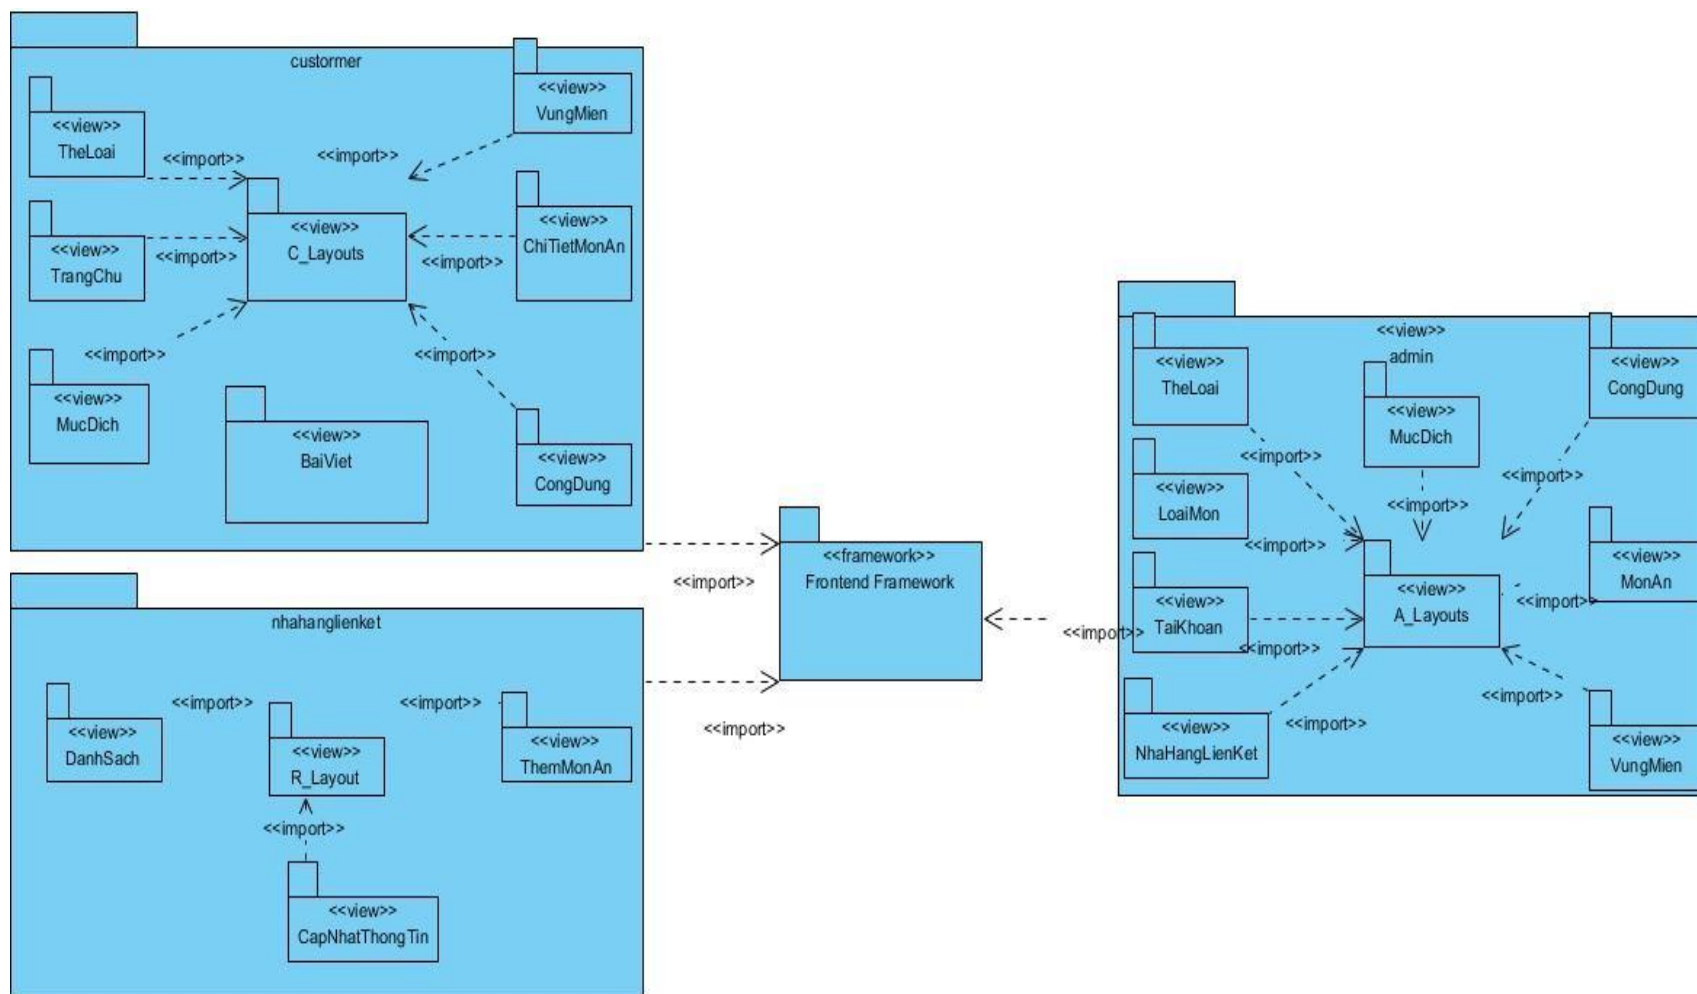 custormer
<<view>>
VungMien
<<view>>
TheLoai
<<import>>
<<import>>
<<view>>
C_Layouts
<<view>>
ChiTietMonAn
<<view>>
TrangChu
<<import>>
<<import>>
<<import>>
<<import>>
<<view>>
MucDich
<<view>>
BaiViet
<<view>>
CongDung
<<import>>
nhahanglienket
<<import>>
<<import>>
<<view>>
DanhSach
<<view>>
R_Layout
<<view>>
ThemMonAn
<<import>>
<<view>>
CapNhatThongTin
<<import>>
<<framework>>
Frontend Framework
<<import>>
<<view>>
admin
<<view>>
TheLoai
<<view>>
MucDich
<<view>>
CongDung
<<import>>
<<import>>
<<import>>
<<view>>
LoaiMon
<<import>>
<<view>>
MonAn
<<import>>
<<view>>
TaiKhoan
<<import>>
<<view>>
A_Layouts
<<view>>
NhaHangLienKet
<<import>>
<<import>>
<<view>>
VungMien